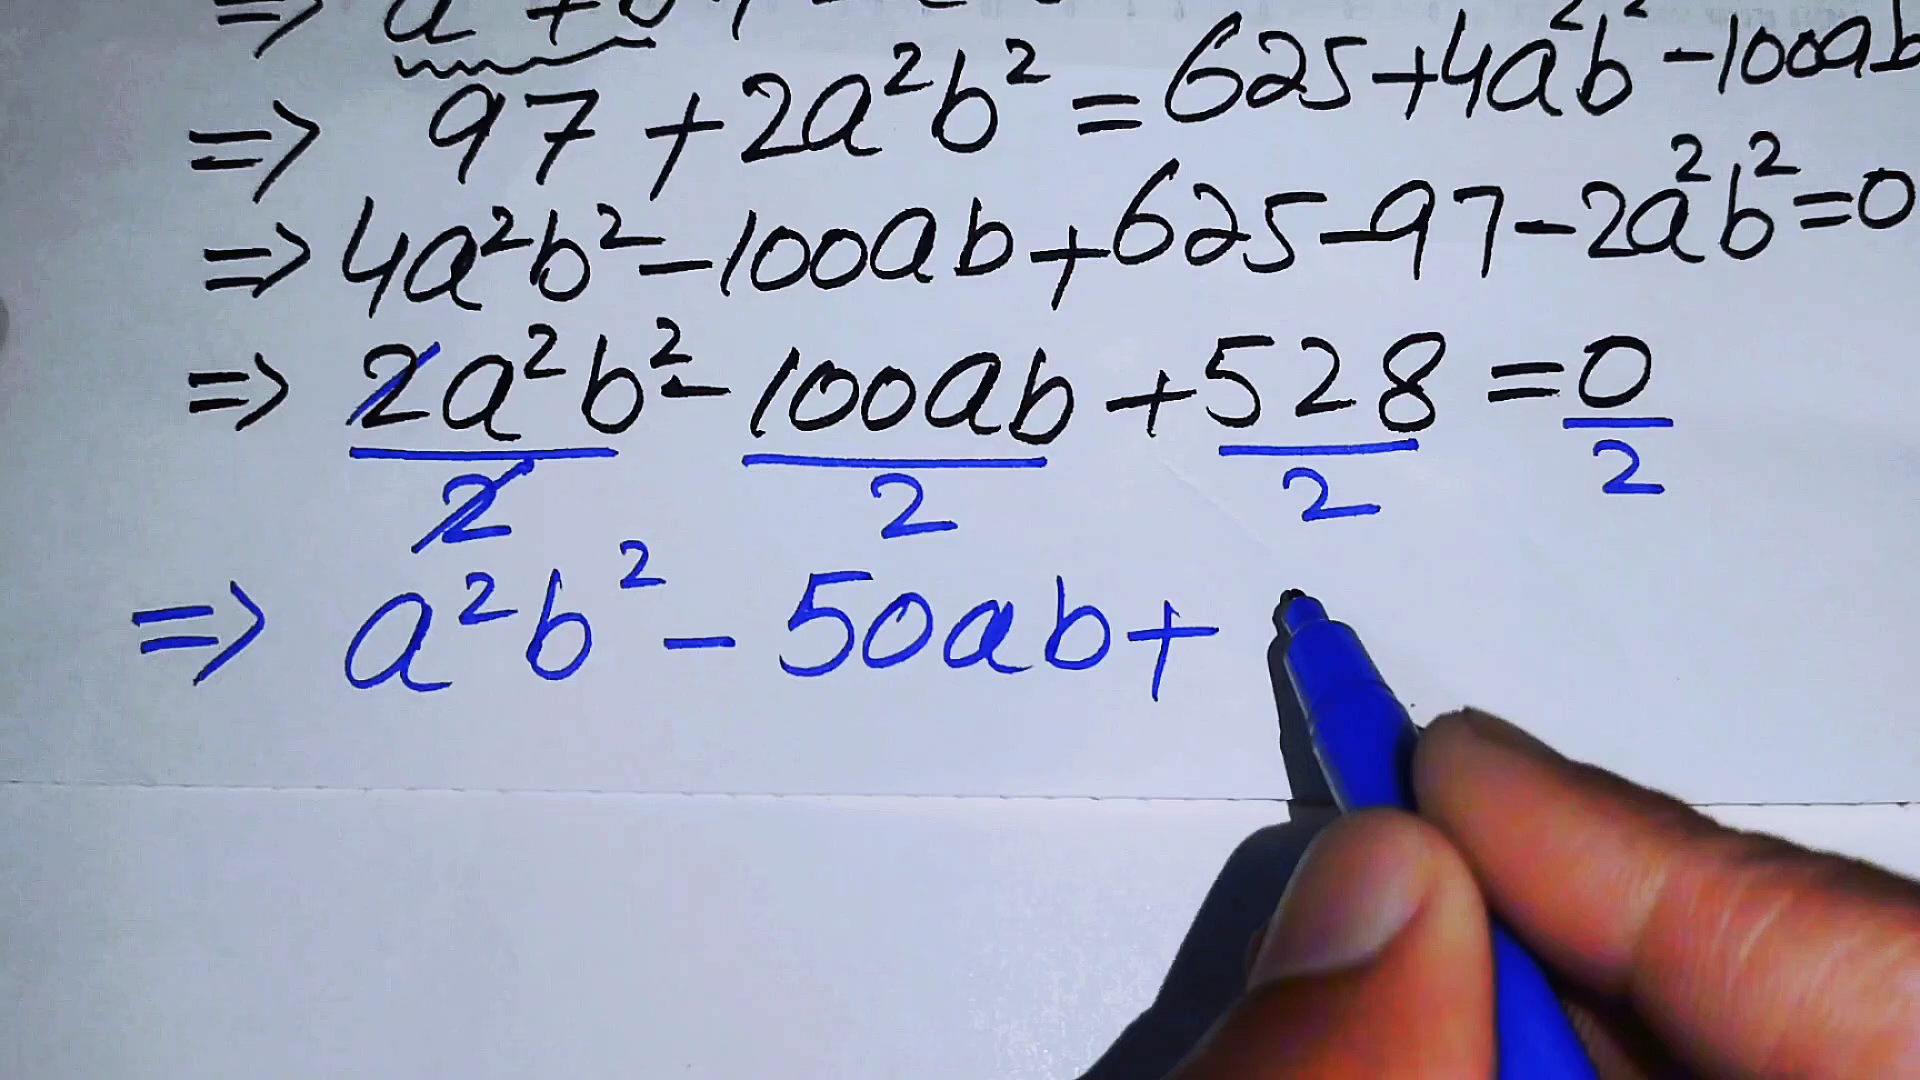 => 97 + 2a²b² = 625 + 4a²b² - 100ab
=> 4a²b² - 100ab + 625 - 97 - 2a²b² = 0
=> 2a²b² - 100ab + 528 = 0
2 2 2 2
=> a²b² - 50ab +